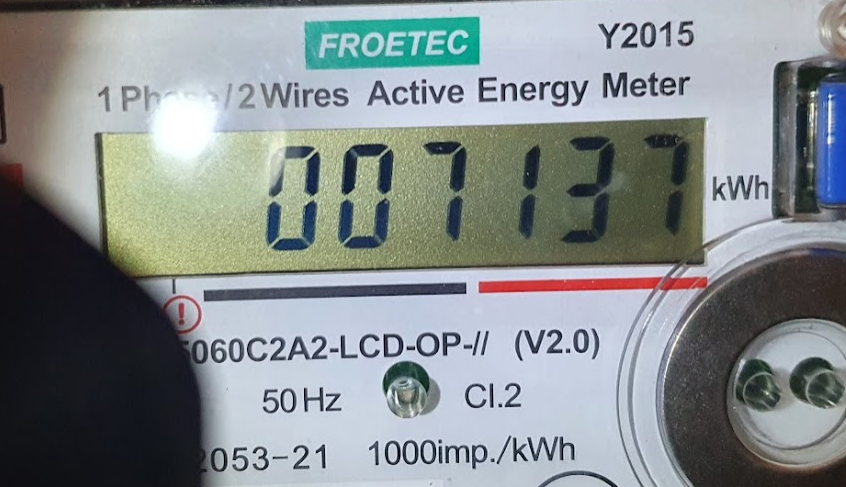 FROETEC
Y2015
1 Phase/2 Wires Active Energy Meter
007137
kWh
060C2A2-LCD-OP-// (V2.0)
50 Hz
Cl.2
2053-21
1000imp./kWh